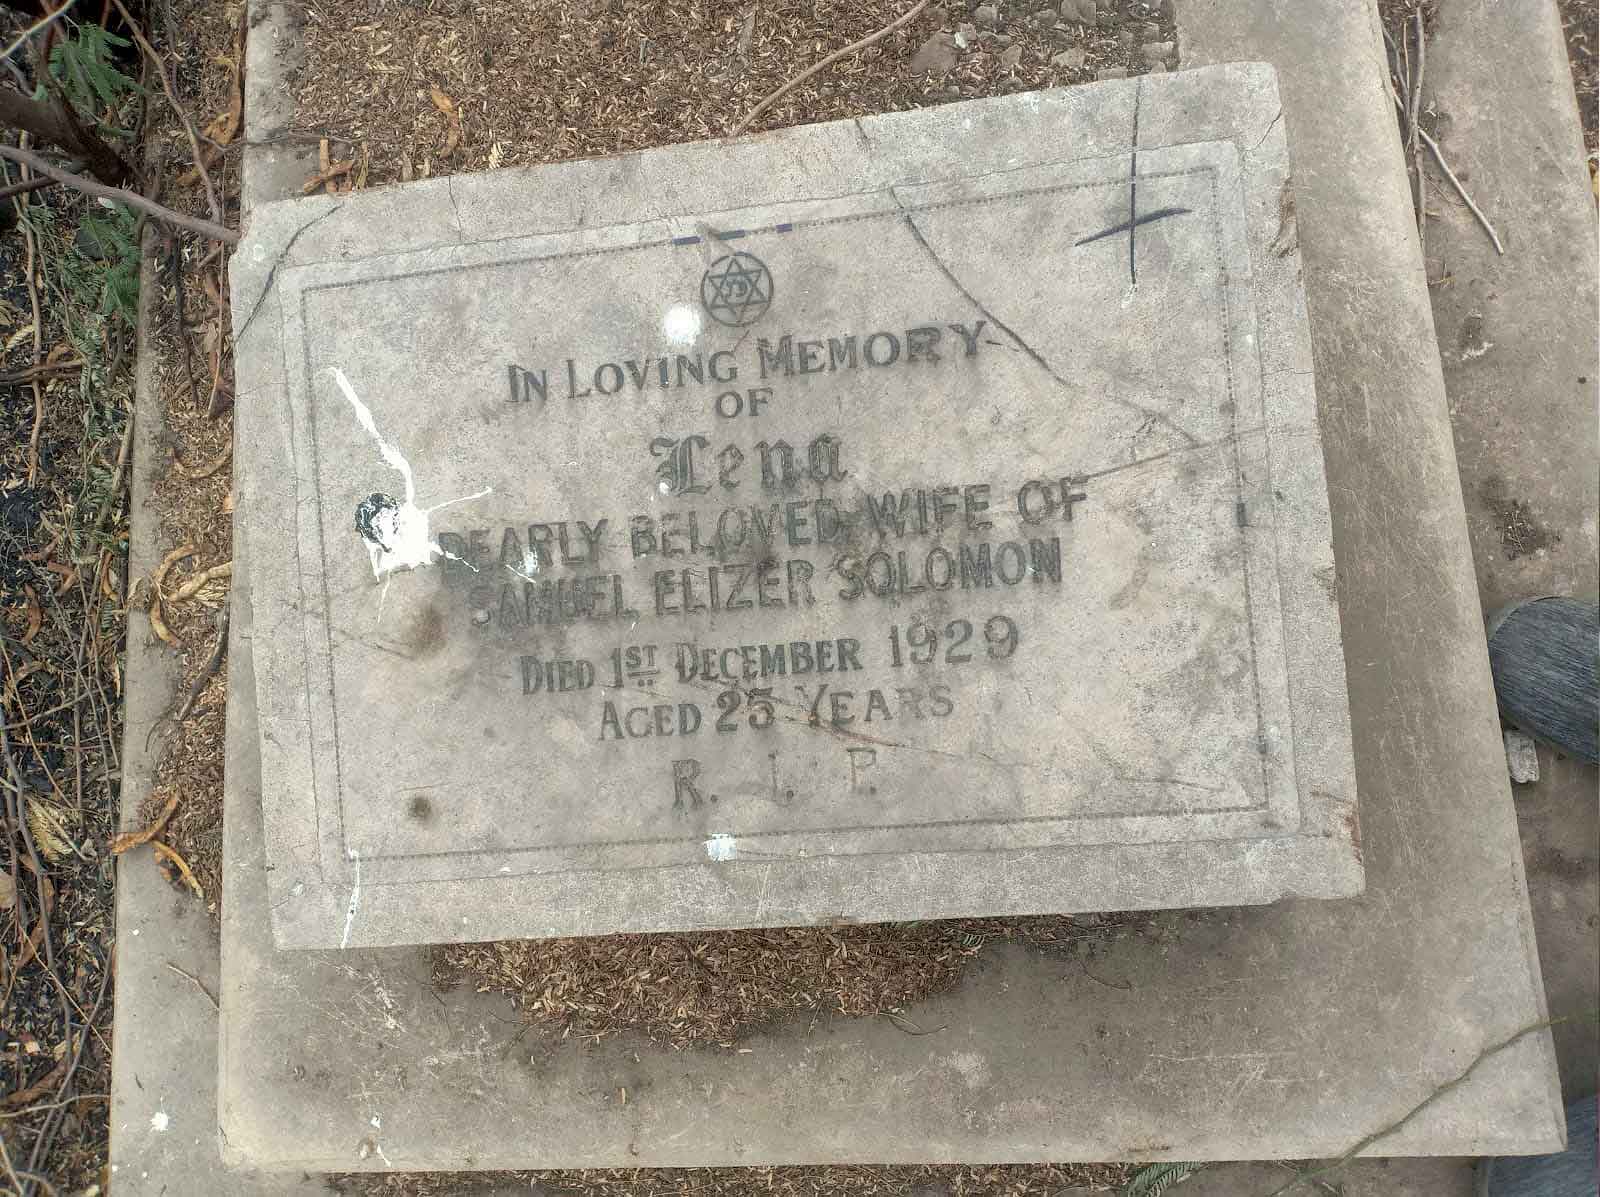 IN LOVING MEMORY
OF
Lena
DEARLY BELOVED WIFE OF
SAMUEL ELIZER SOLOMON
DIED 1ST DECEMBER 1929
AGED 25 YEARS
R. I. P.